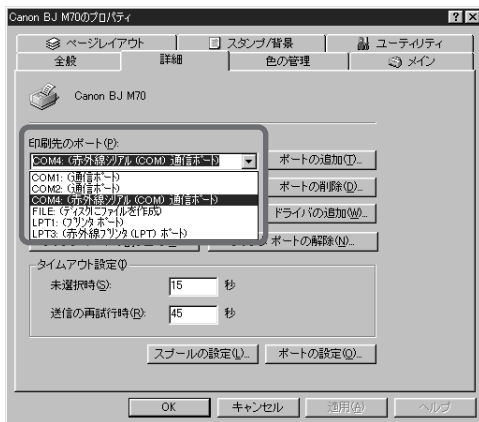 Canon BJ M70のプロパティ
ページレイアウト スタンプ/背景 ユーティリティ
全般 詳細 色の管理 メイン
Canon BJ M70
印刷先のポート(P):
COM4: (赤外線シリアル (COM) 通信ポート)
ポートの追加(T)...
COM1: (通信ポート)
COM2: (通信ポート)
ポートの削除(D)...
COM4: (赤外線シリアル (COM) 通信ポート)
FILE: (ディスクにファイルを作成)
ドライバの追加(W)...
LPT1: (プリンタ ポート)
LPT3: (赤外線プリンタ (LPT) ポート)
ポートの解除(N)...
タイムアウト設定
未選択時(S): 15 秒
送信の再試行時(R): 45 秒
スプールの設定(L)... ポートの設定(O)...
OK キャンセル 適用(A) ヘルプ